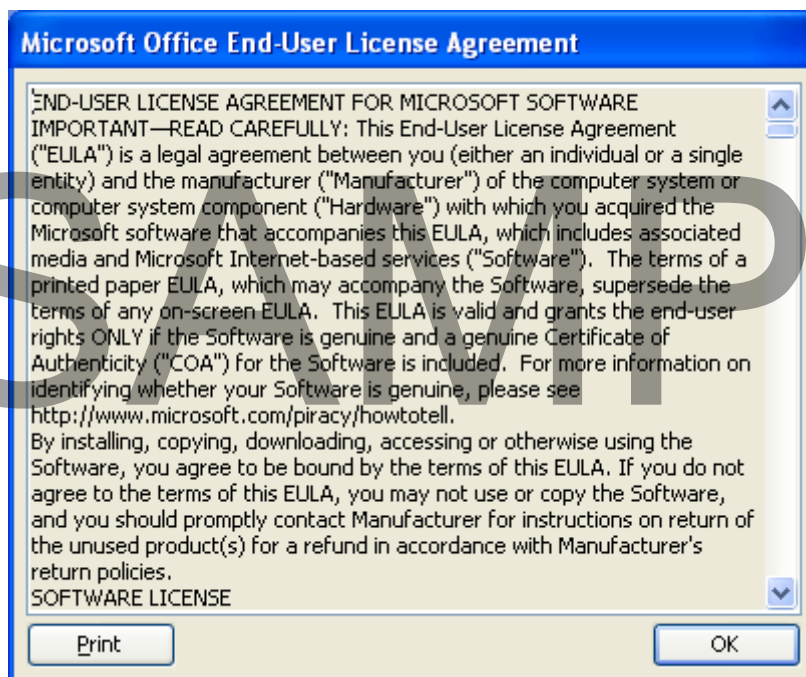 Microsoft Office End-User License Agreement
END-USER LICENSE AGREEMENT FOR MICROSOFT SOFTWARE
IMPORTANT—READ CAREFULLY: This End-User License Agreement
("EULA") is a legal agreement between you (either an individual or a single
entity) and the manufacturer ("Manufacturer") of the computer system or
computer system component ("Hardware") with which you acquired the
Microsoft software that accompanies this EULA, which includes associated
media and Microsoft Internet-based services ("Software").  The terms of a
printed paper EULA, which may accompany the Software, supersede the
terms of any on-screen EULA.  This EULA is valid and grants the end-user
rights ONLY if the Software is genuine and a genuine Certificate of
Authenticity ("COA") for the Software is included.  For more information on
identifying whether your Software is genuine, please see
http://www.microsoft.com/piracy/howtotell.
By installing, copying, downloading, accessing or otherwise using the
Software, you agree to be bound by the terms of this EULA. If you do not
agree to the terms of this EULA, you may not use or copy the Software,
and you should promptly contact Manufacturer for instructions on return of
the unused product(s) for a refund in accordance with Manufacturer's
return policies.
SOFTWARE LICENSE
Print
OK
SAMP